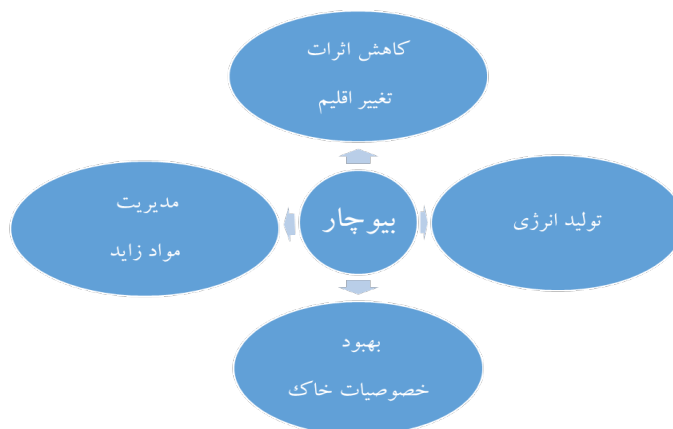 کاهش اثرات
تغییر اقلیم
تولید انرژی
بیوچار
مدیریت
مواد زاید
بهبود
خصوصیات خاک